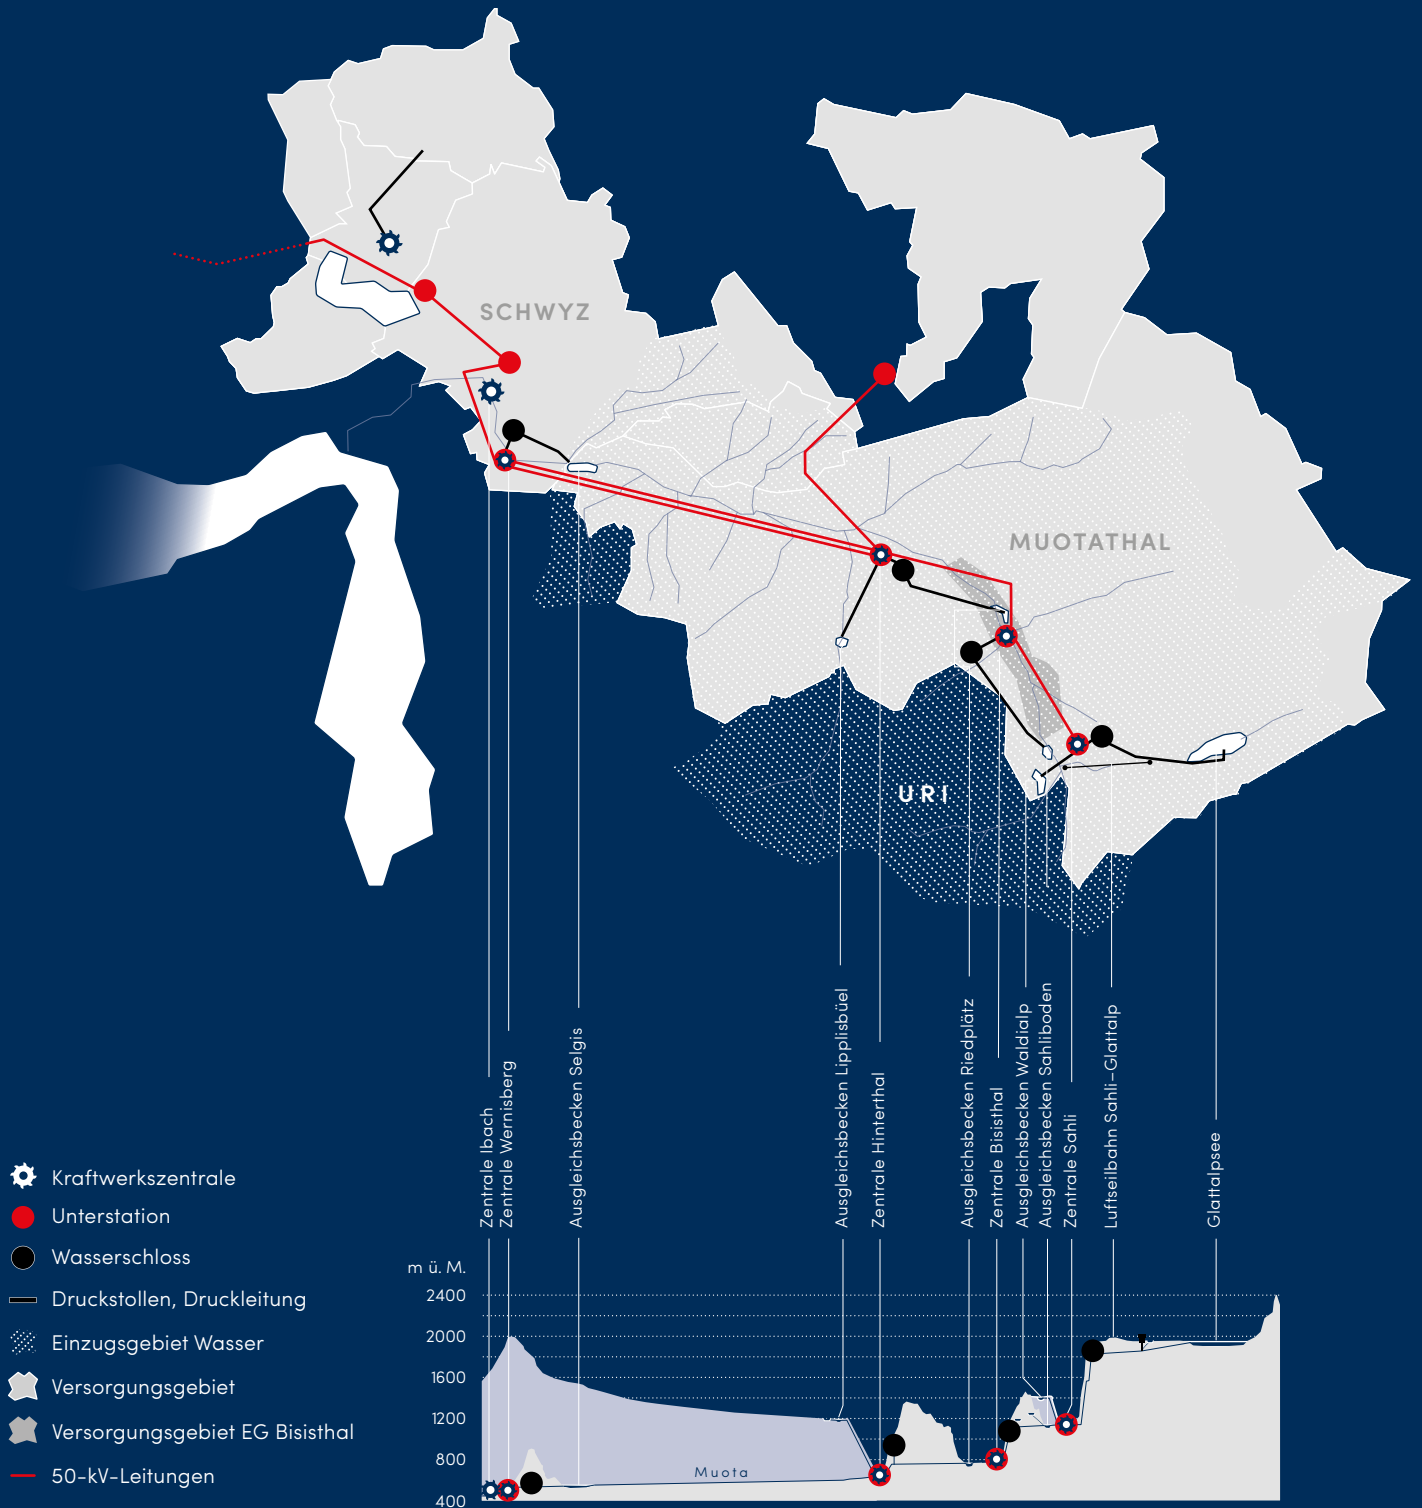 SCHWYZ
MUOTATHAL
URI
Zentrale Ibach
Zentrale Wernisberg
Ausgleichsbecken Selgis
Ausgleichsbecken Lipplisbüel
Zentrale Hinterthal
Ausgleichsbecken Riedplätz
Zentrale Bisisthal
Ausgleichsbecken Waldialp
Ausgleichsbecken Sahliboden
Zentrale Sahli
Luftseilbahn Sahli–Glattalp
Glattalpsee
Kraftwerkszentrale
Unterstation
Wasserschloss
Druckstollen, Druckleitung
Einzugsgebiet Wasser
Versorgungsgebiet
Versorgungsgebiet EG Bisisthal
50-kV-Leitungen
m ü. M.
2400
2000
1600
1200
800
400
Muota